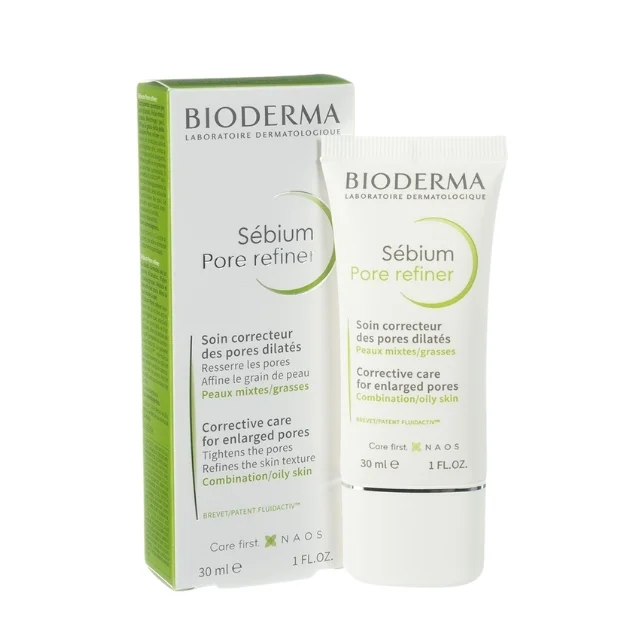 BIODERMA
LABORATOIRE DERMATOLOGIQUE
Sébium
Pore refiner
Soin correcteur
des pores dilatés
Resserre les pores
Affine le grain de peau
Peaux mixtes/grasses
Corrective care
for enlarged pores
Tightens the pores
Refines the skin texture
Combination/oily skin
BREVET/PATENT FLUIDACTIV™
Care first. NAOS
30 ml e 1 FL.OZ.
BIODERMA
LABORATOIRE DERMATOLOGIQUE
Sébium
Pore refiner
Soin correcteur
des pores dilatés
Peaux mixtes/grasses
Corrective care
for enlarged pores
Combination/oily skin
BREVET/PATENT FLUIDACTIV™
Care first. NAOS
30 ml e 1 FL.OZ.